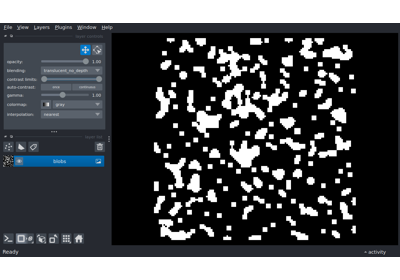 File View Layers Plugins Window Help
layer controls
opacity: 1.00
blending: translucent_no_depth
contrast limits:
auto-contrast: once continuous
gamma: 1.00
colormap: gray
interpolation: nearest
layer list
blobs
Ready activity